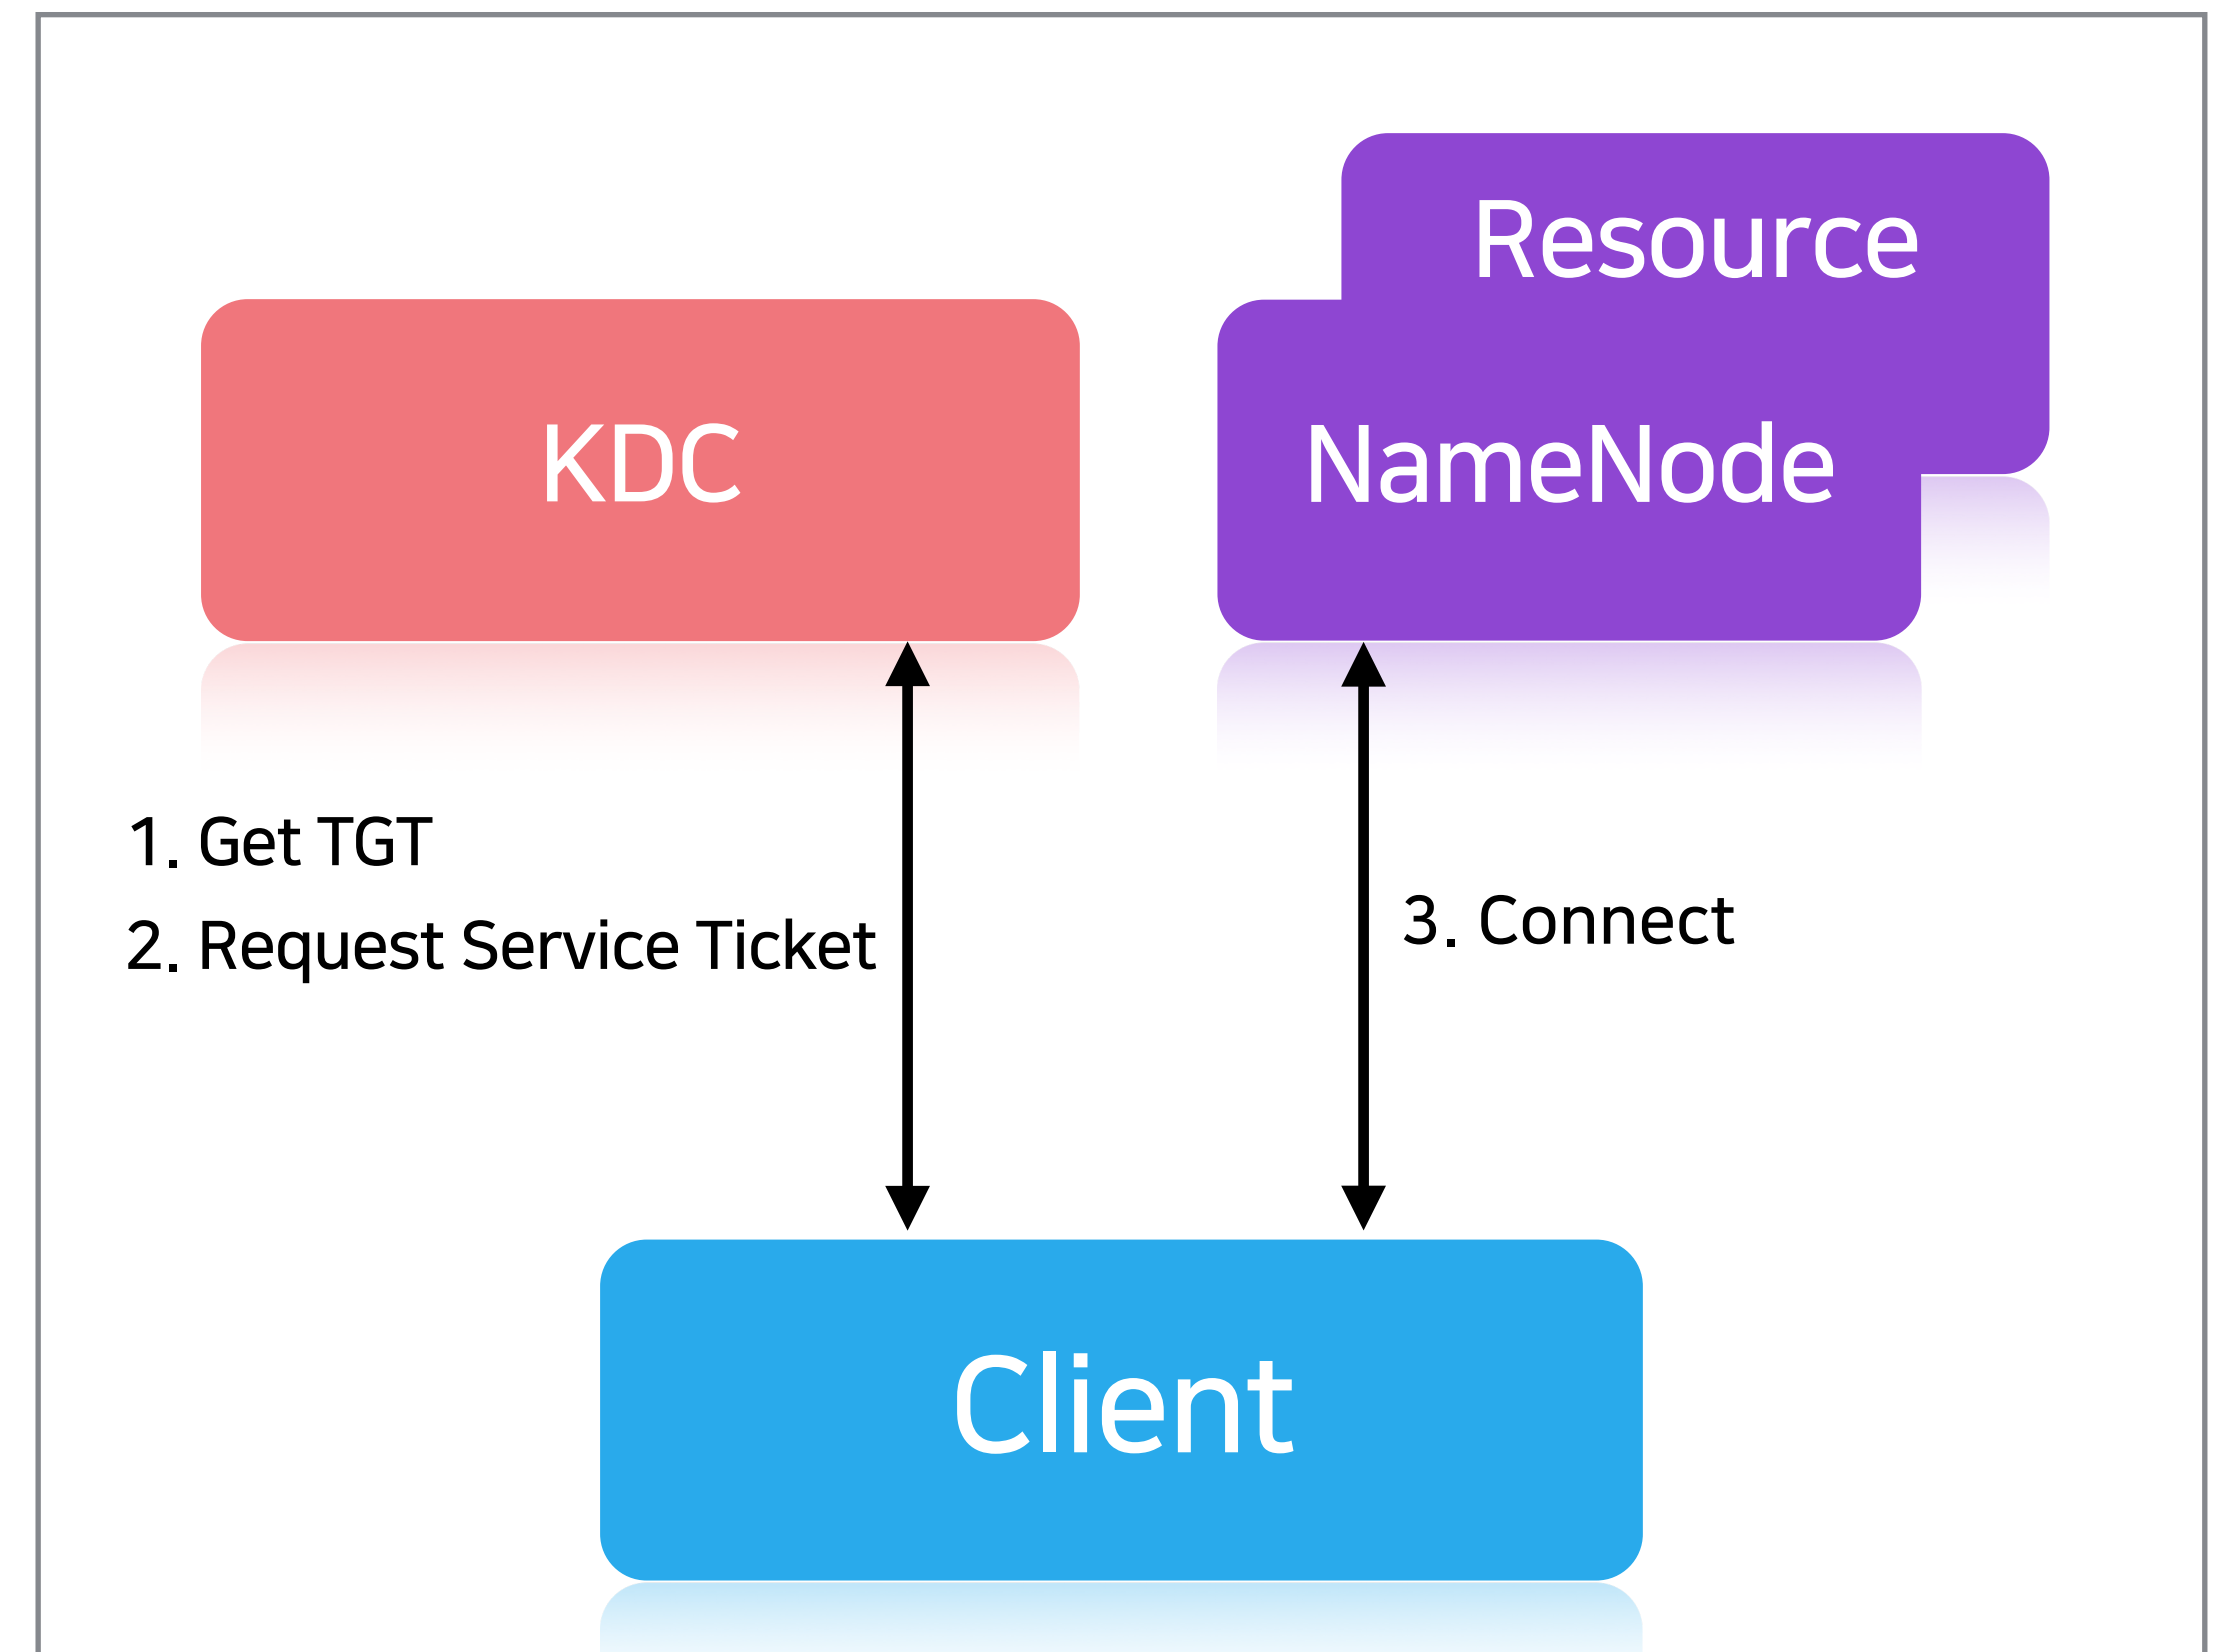 Resource
KDC
NameNode
1. Get TGT
2. Request Service Ticket
3. Connect
Client